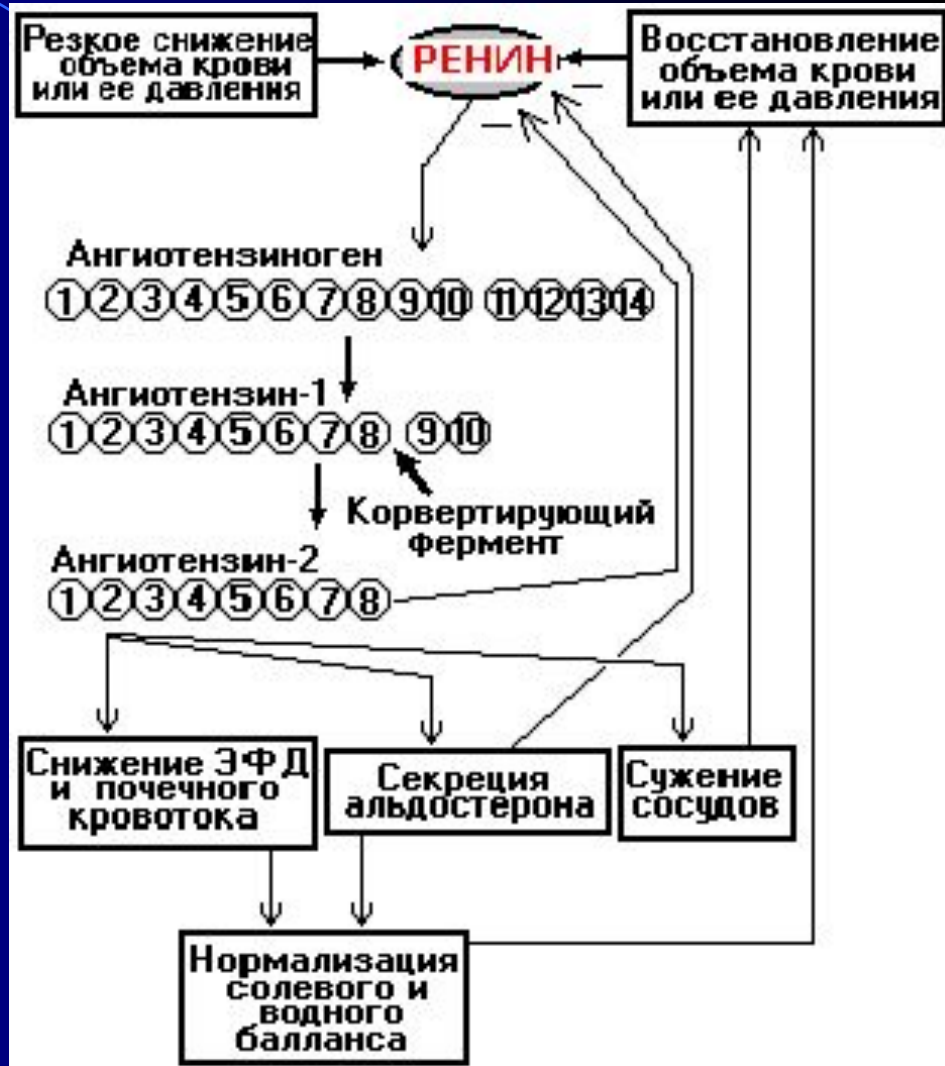 Резкое снижение
объема крови
или ее давления
РЕНИН
Восстановление
объема крови
или ее давления
— —
Ангиотензиноген
1 2 3 4 5 6 7 8 9 10 11 12 13 14
Ангиотензин-1
1 2 3 4 5 6 7 8 9 10
Корвертирующий
фермент
Ангиотензин-2
1 2 3 4 5 6 7 8
Снижение ЭФД
и почечного
кровотока
Секреция
альдостерона
Сужение
сосудов
Нормализация
солевого и
водного
балланса